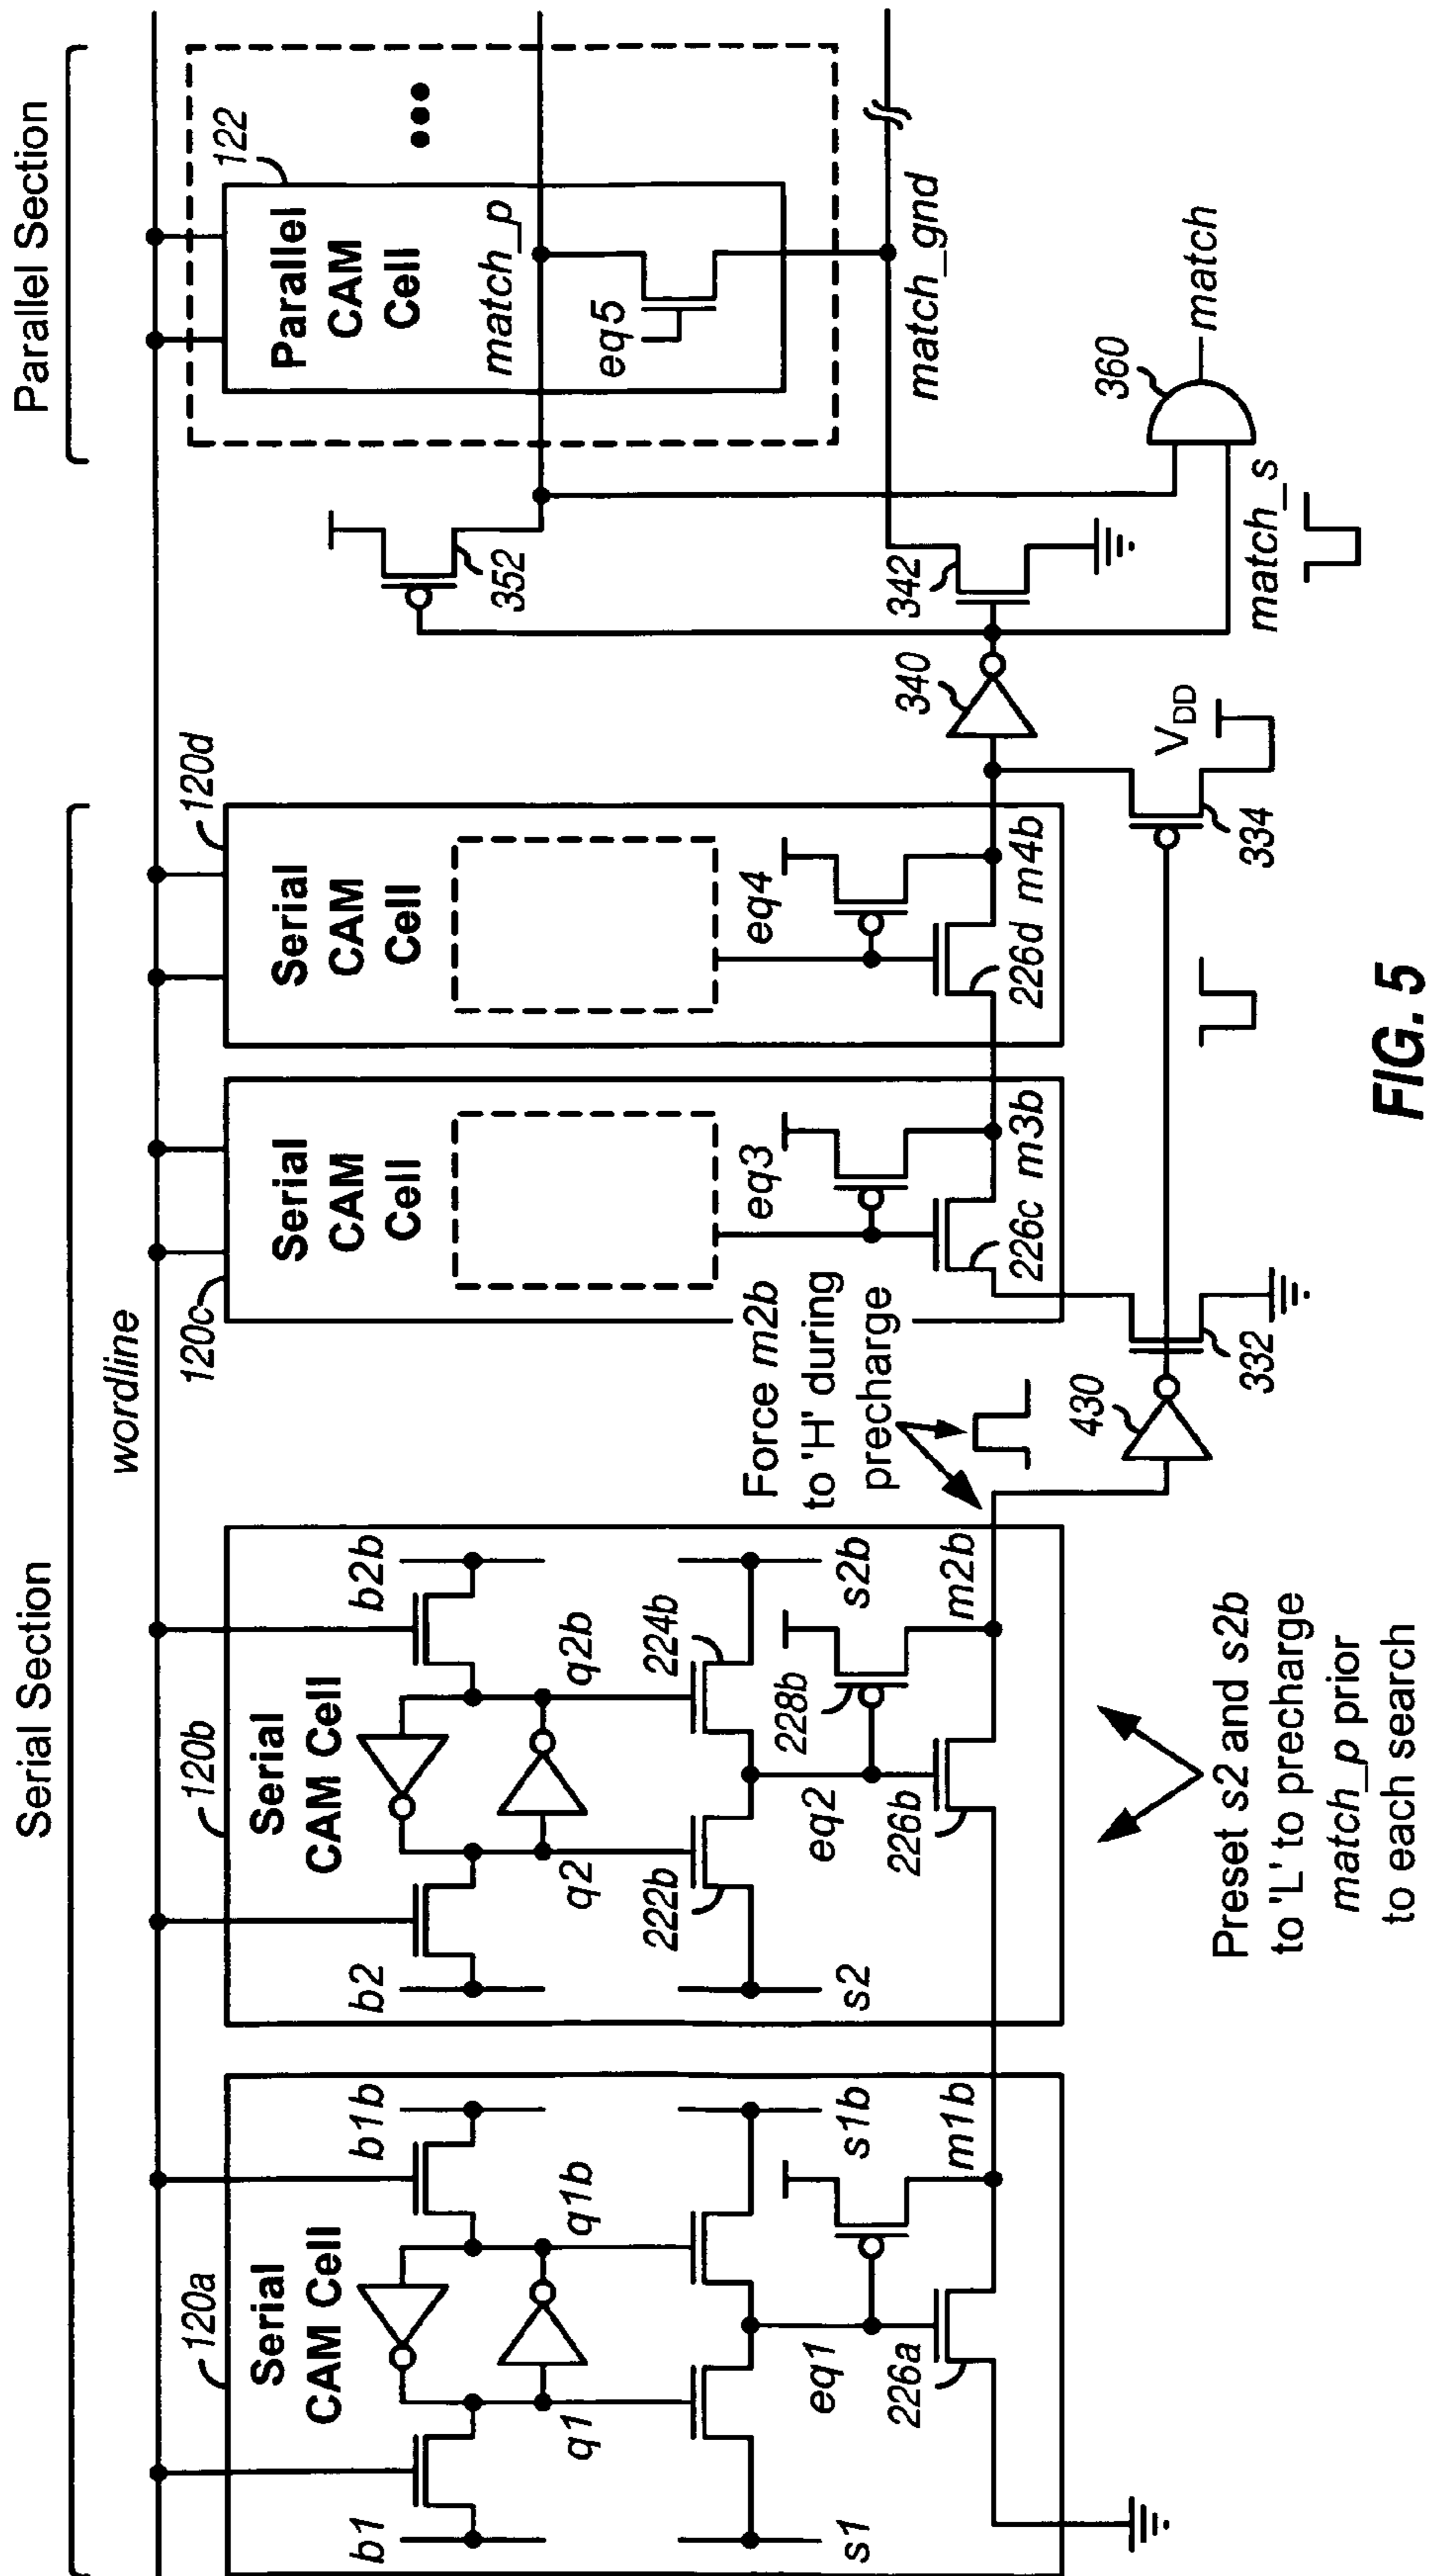 Serial Section
Parallel Section
wordline
120a
Serial
CAM Cell
b1
b1b
q1
q1b
s1
s1b
eq1
226a
m1b
120b
Serial
CAM Cell
b2
b2b
q2
q2b
222b
224b
s2
s2b
228b
eq2
226b
m2b
Preset s2 and s2b
to 'L' to precharge
match_p prior
to each search
Force m2b
to 'H' during
precharge
430
332
120c
Serial
CAM
Cell
eq3
226c
m3b
120d
Serial
CAM
Cell
eq4
226d
m4b
334
VDD
340
342
352
122
Parallel
CAM
Cell
match_p
eq5
match_gnd
360
match
match_s
FIG. 5